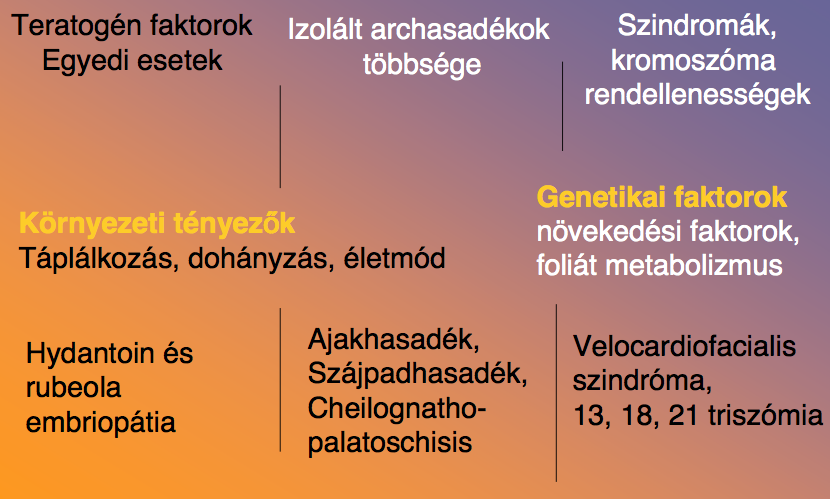 Teratogén faktorok
Egyedi esetek
Izolált archasadékok
többsége
Szindromák,
kromoszóma
rendellenességek
Környezeti tényezők
Táplálkozás, dohányzás, életmód
Genetikai faktorok
növekedési faktorok,
foliát metabolizmus
Hydantoin és
rubeola
embriopátia
Ajakhasadék,
Szájpadhasadék,
Cheilognatho-
palatoschisis
Velocardiofacialis
szindróma,
13, 18, 21 triszómia